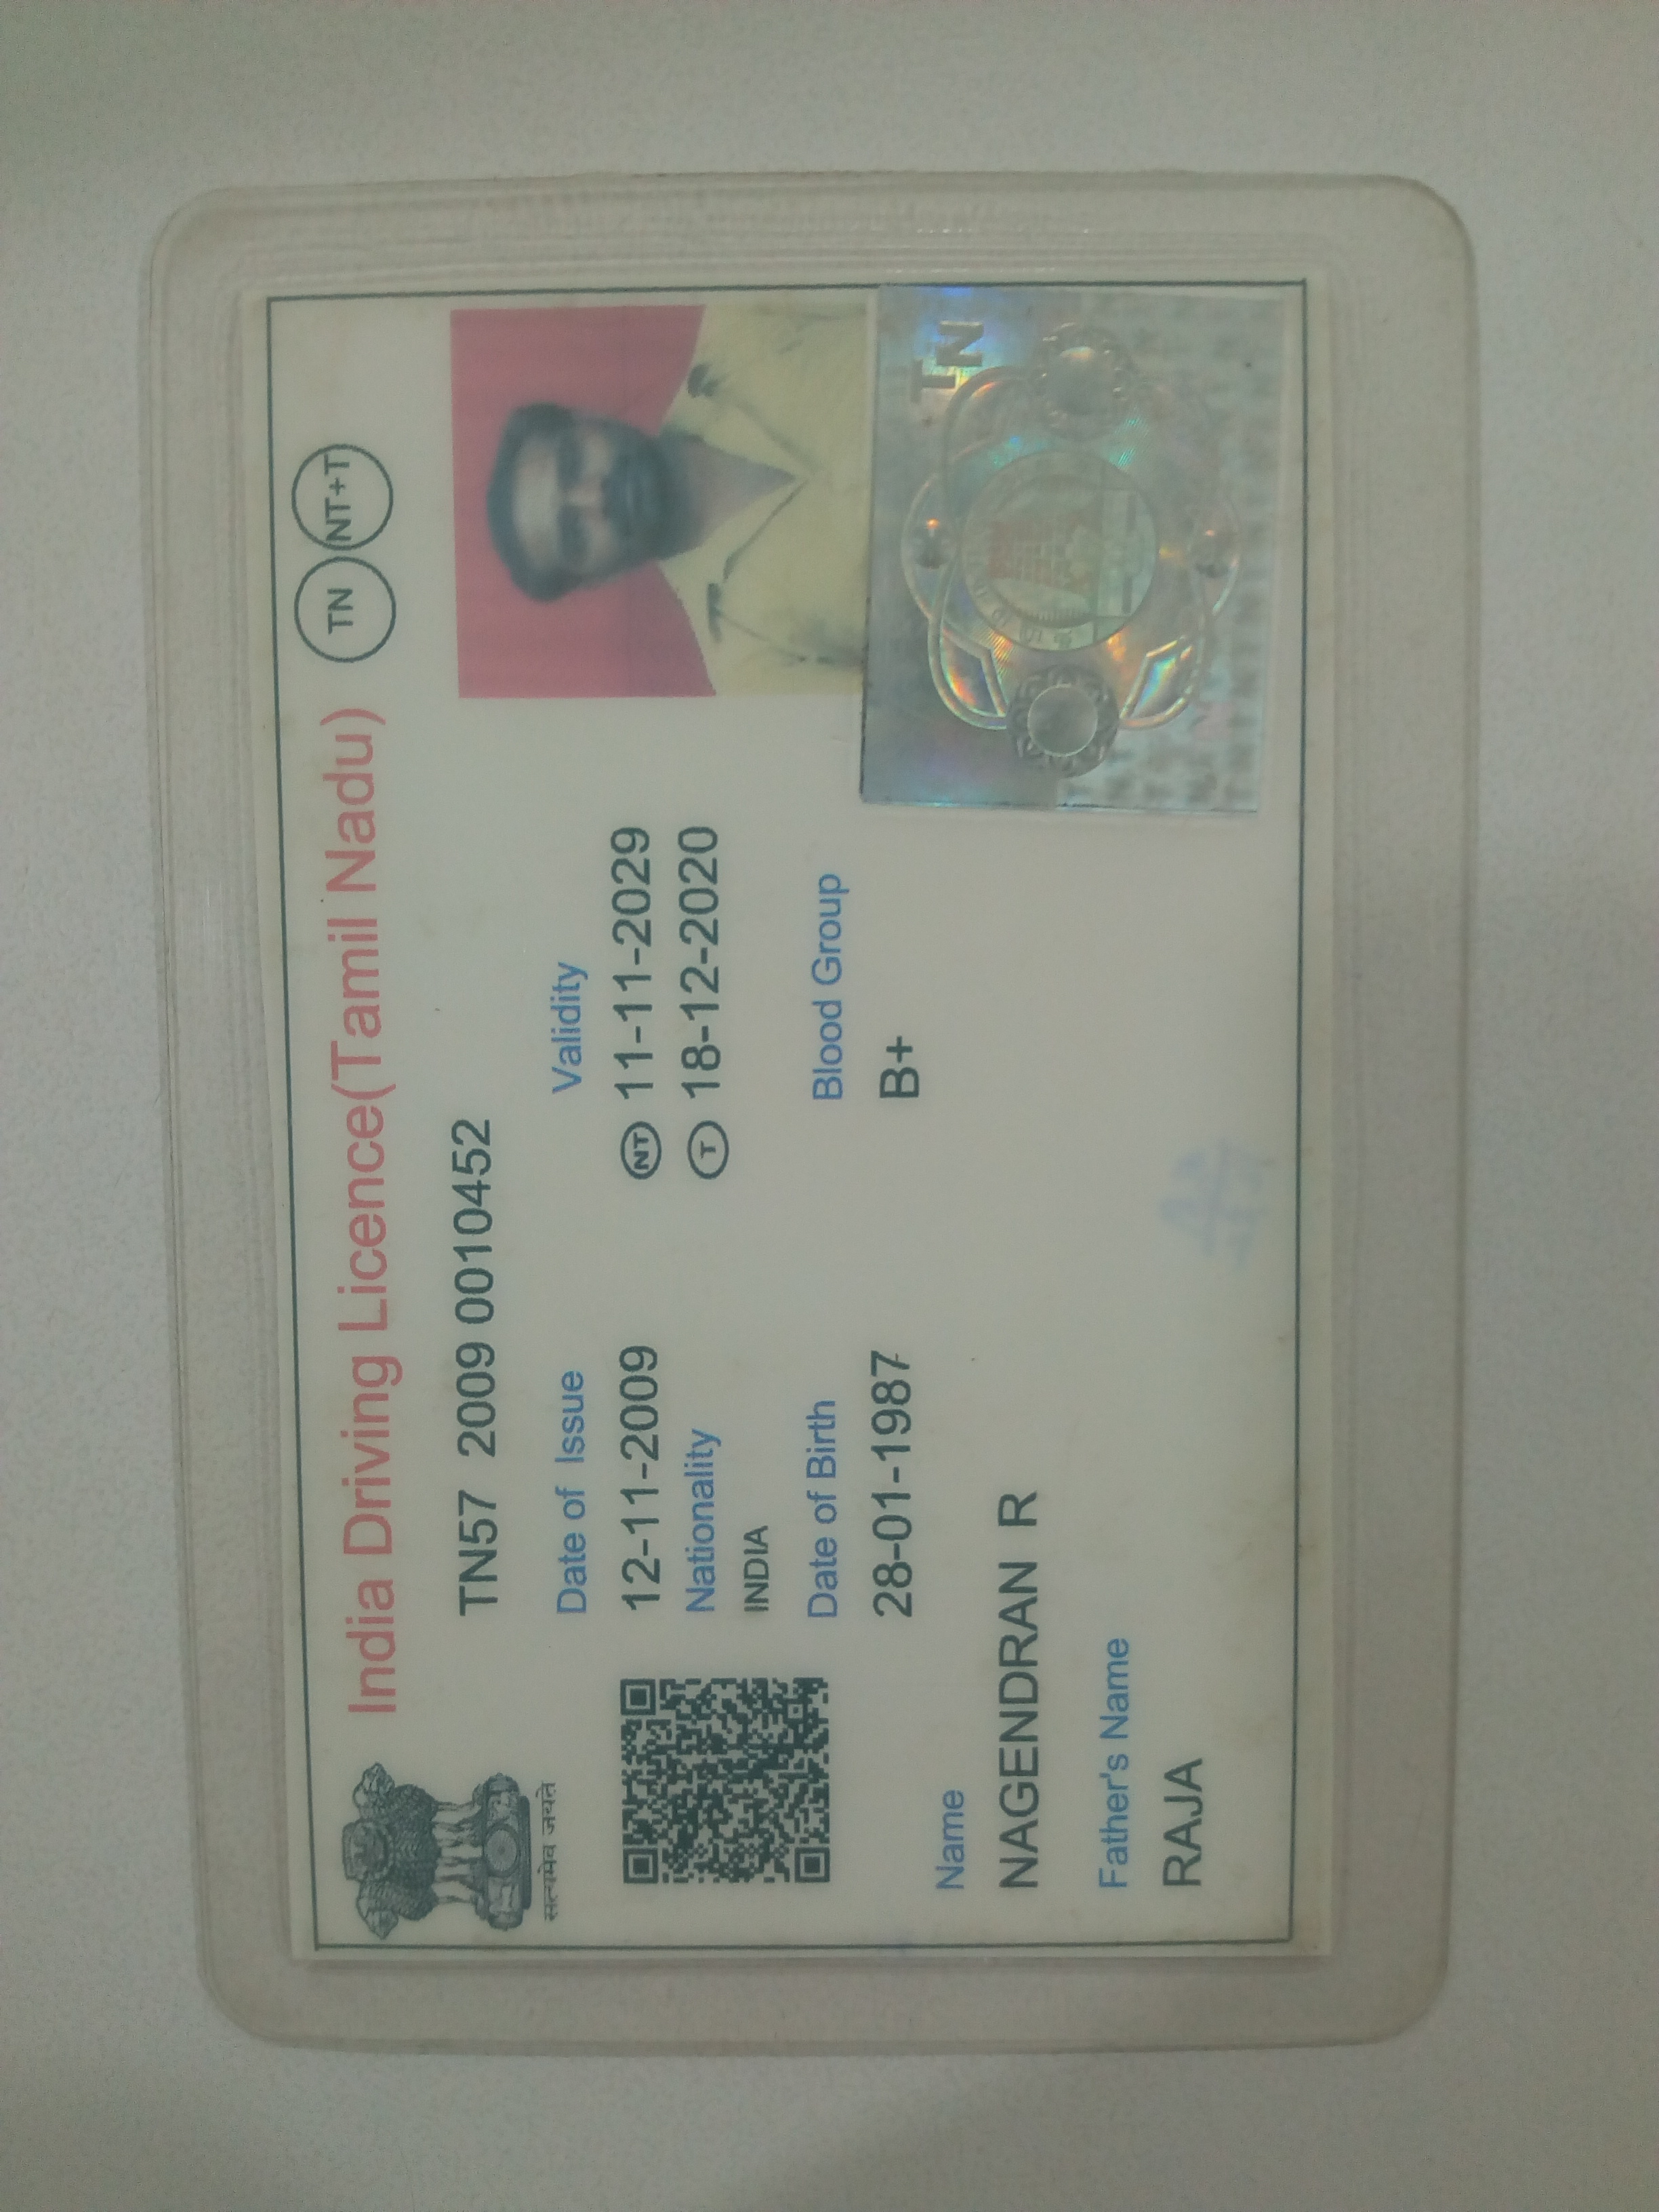 India Driving Licence(Tamil Nadu) TN NT+T
सत्यमेव जयते
TN57 2009 0010452
Date of Issue Validity
12-11-2009 NT 11-11-2029
Nationality T 18-12-2020
INDIA
Date of Birth Blood Group
28-01-1987 B+
Name
NAGENDRAN R
Father's Name
RAJA
TN